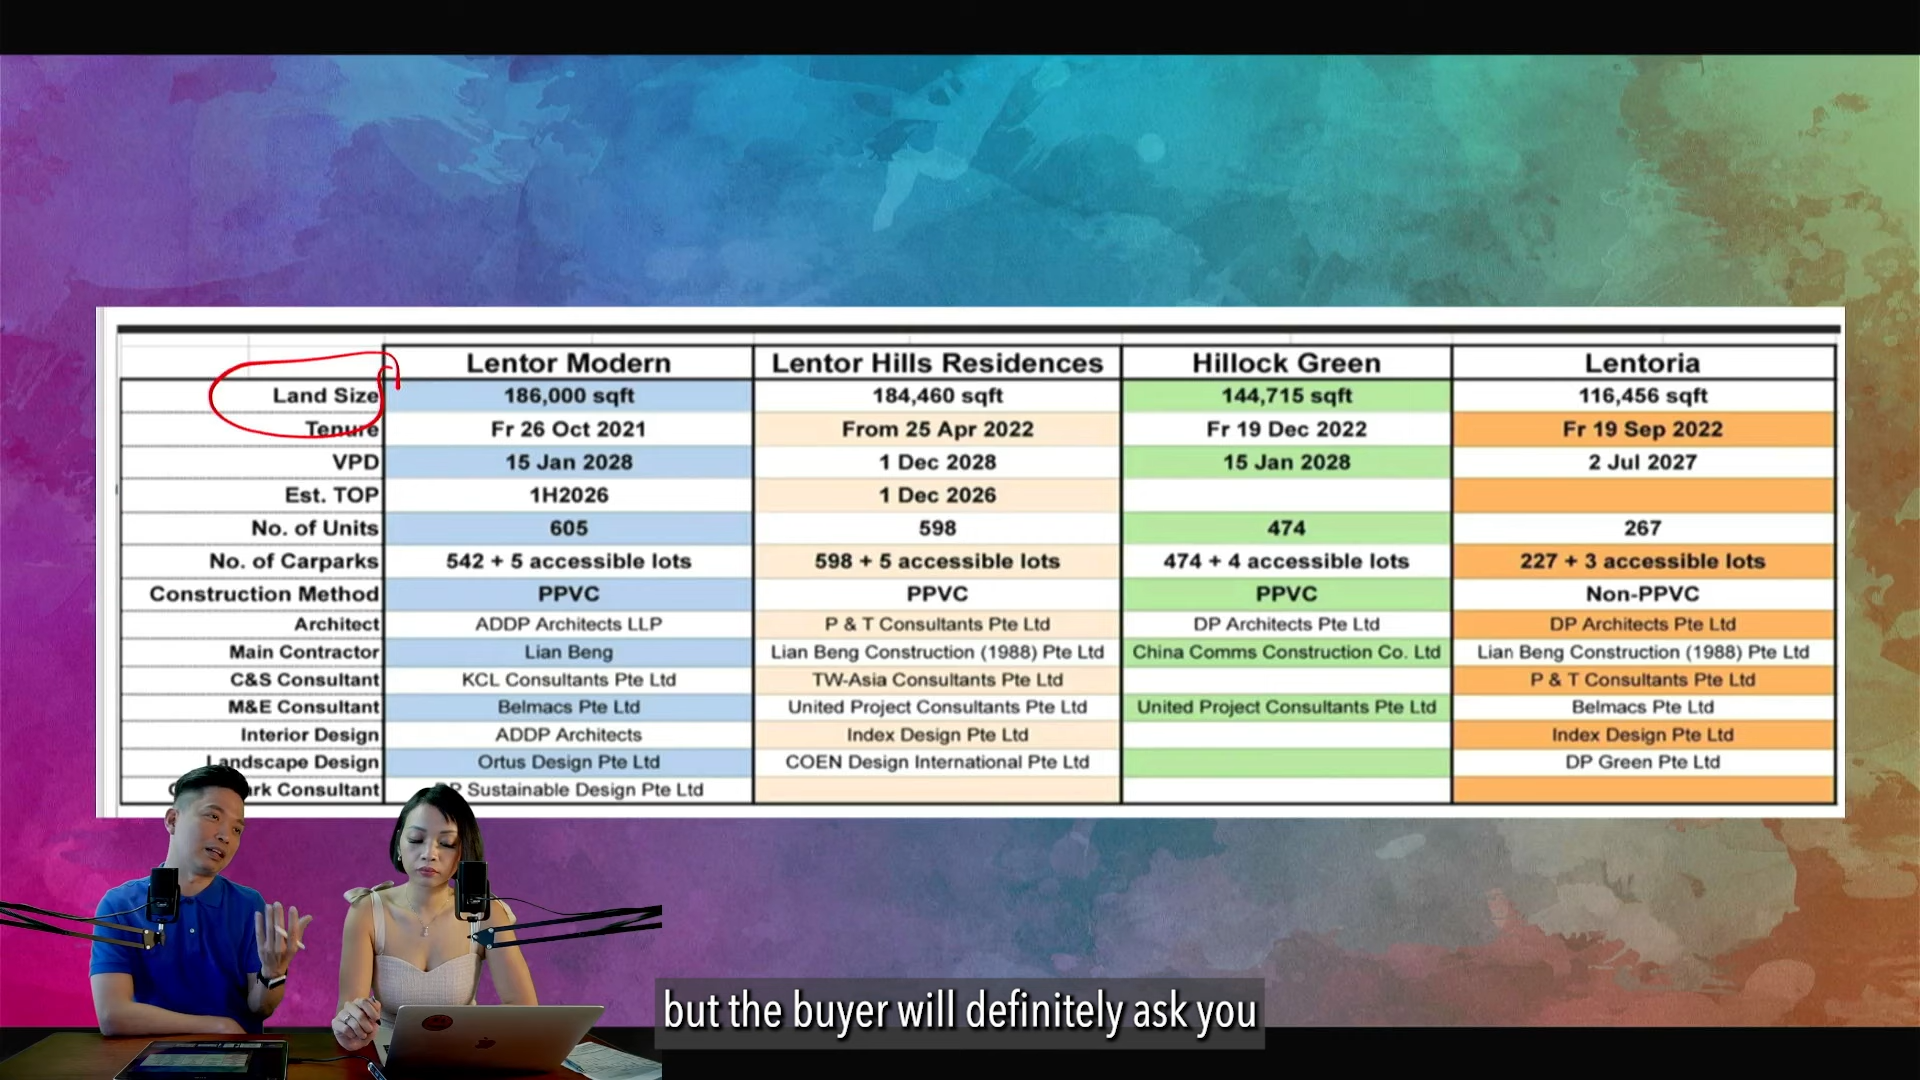 Lentor Modern Lentor Hills Residences Hillock Green Lentoria
Land Size 186,000 sqft 184,460 sqft 144,715 sqft 116,456 sqft
Tenure Fr 26 Oct 2021 From 25 Apr 2022 Fr 19 Dec 2022 Fr 19 Sep 2022
VPD 15 Jan 2028 1 Dec 2028 15 Jan 2028 2 Jul 2027
Est. TOP 1H2026 1 Dec 2026
No. of Units 605 598 474 267
No. of Carparks 542 + 5 accessible lots 598 + 5 accessible lots 474 + 4 accessible lots 227 + 3 accessible lots
Construction Method PPVC PPVC PPVC Non-PPVC
Architect ADDP Architects LLP P & T Consultants Pte Ltd DP Architects Pte Ltd DP Architects Pte Ltd
Main Contractor Lian Beng Lian Beng Construction (1988) Pte Ltd China Comms Construction Co. Ltd Lian Beng Construction (1988) Pte Ltd
C&S Consultant KCL Consultants Pte Ltd TW-Asia Consultants Pte Ltd P & T Consultants Pte Ltd
M&E Consultant Belmacs Pte Ltd United Project Consultants Pte Ltd United Project Consultants Pte Ltd Belmacs Pte Ltd
Interior Design ADDP Architects Index Design Pte Ltd Index Design Pte Ltd
Landscape Design Ortus Design Pte Ltd COEN Design International Pte Ltd DP Green Pte Ltd
Consultant Sustainable Design Pte Ltd
but the buyer will definitely ask you